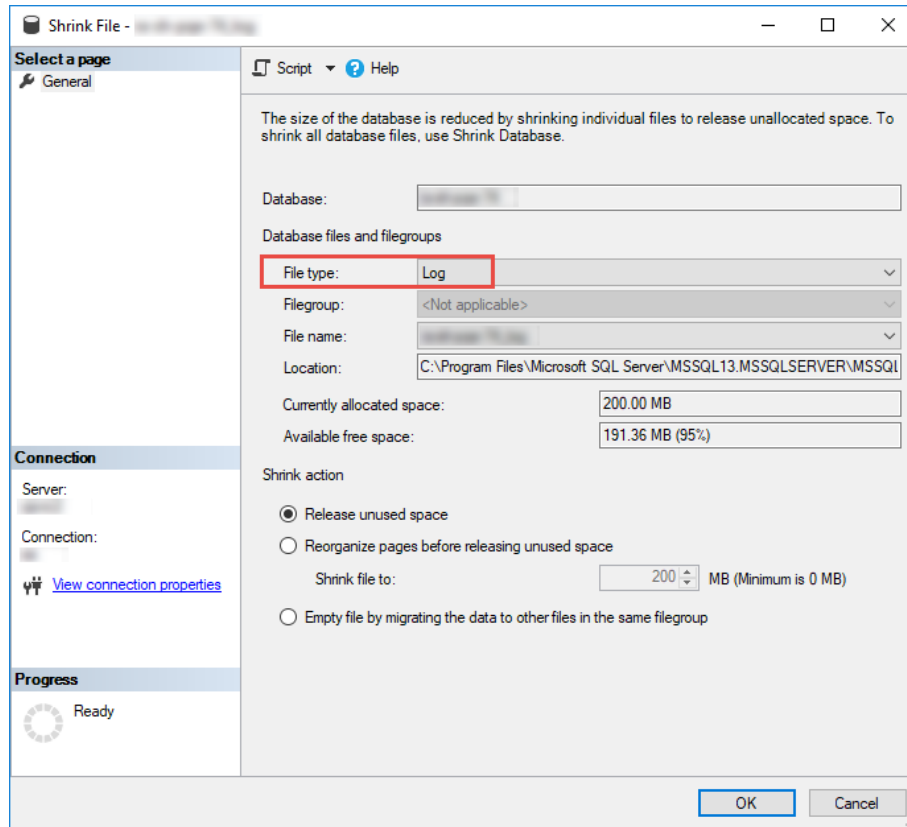 Shrink File -
Select a page
General
Script
Help
The size of the database is reduced by shrinking individual files to release unallocated space. To
shrink all database files, use Shrink Database.
Database:
Database files and filegroups
File type: Log
Filegroup: <Not applicable>
File name:
Location: C:\Program Files\Microsoft SQL Server\MSSQL13.MSSQLSERVER\MSSQL
Currently allocated space: 200.00 MB
Available free space: 191.36 MB (95%)
Shrink action
Release unused space
Reorganize pages before releasing unused space
Shrink file to: 200 MB (Minimum is 0 MB)
Empty file by migrating the data to other files in the same filegroup
Connection
Server:
Connection:
View connection properties
Progress
Ready
OK
Cancel